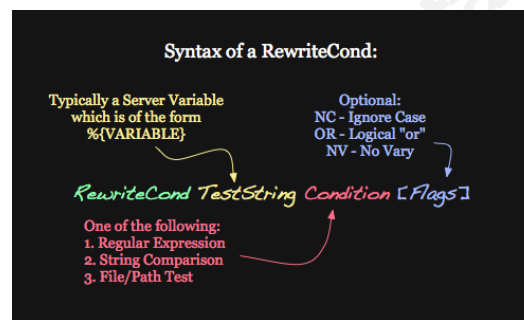 Syntax of a RewriteCond:
Typically a Server Variable
which is of the form
%{VARIABLE}
Optional:
NC - Ignore Case
OR - Logical "or"
NV - No Vary
RewriteCond TestString Condition [Flags]
One of the following:
1. Regular Expression
2. String Comparison
3. File/Path Test